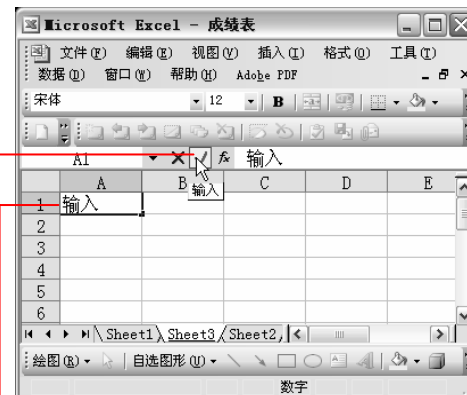 Microsoft Excel - 成绩表
文件(F) 编辑(E) 视图(V) 插入(I) 格式(O) 工具(T)
数据(D) 窗口(W) 帮助(H) Adobe PDF
宋体 12 B
A1 输入
输入
A B C D E
1 输入
2
3
4
5
6
Sheet1 Sheet3 Sheet2
绘图(R) 自选图形(U)
数字